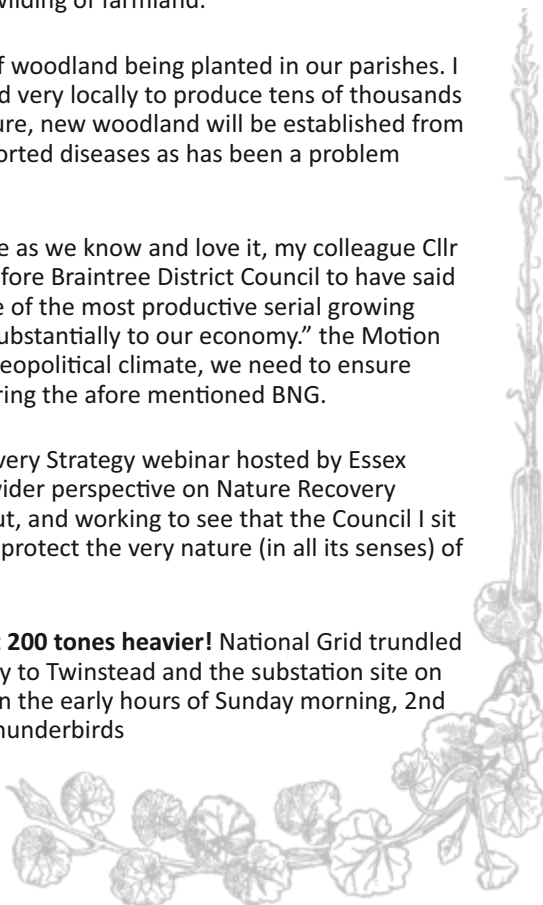 wilding of farmland.
f woodland being planted in our parishes. I
d very locally to produce tens of thousands
ure, new woodland will be established from
orted diseases as has been a problem
e as we know and love it, my colleague Cllr
fore Braintree District Council to have said
e of the most productive serial growing
ubstantially to our economy.” the Motion
eopolitical climate, we need to ensure
ring the afore mentioned BNG.
very Strategy webinar hosted by Essex
wider perspective on Nature Recovery
ut, and working to see that the Council I sit
protect the very nature (in all its senses) of
200 tones heavier! National Grid trundled
y to Twinstead and the substation site on
n the early hours of Sunday morning, 2nd
hunderbirds